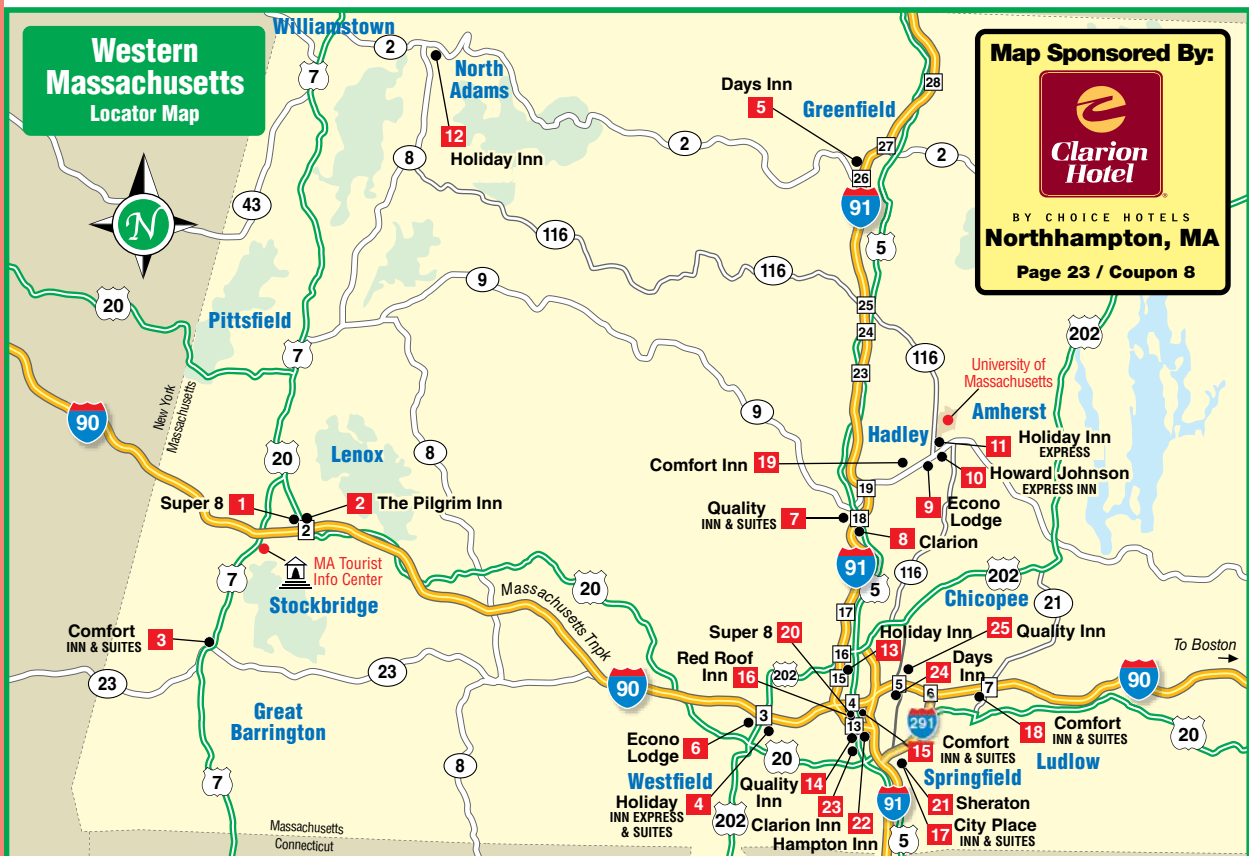 Western
Massachusetts
Locator Map
Williamstown
2
7
North
Adams
12
Holiday Inn
8
43
N
Days Inn
5
Greenfield
28
27
2
2
26
91
5
Map Sponsored By:
Clarion
Hotel
BY CHOICE HOTELS
Northhampton, MA
Page 23 / Coupon 8
116
116
9
20
Pittsfield
7
25
24
23
116
202
University of
Massachusetts
Amherst
New York
Massachusetts
90
20
Lenox
8
9
Hadley
Comfort Inn 19
11 Holiday Inn
EXPRESS
10 Howard Johnson
EXPRESS INN
9 Econo
Lodge
19
Super 8 1
2 The Pilgrim Inn
2
Quality
INN & SUITES
7
18
8 Clarion
MA Tourist
Info Center
Stockbridge
7
Massachusetts Tnpk
20
91
5
116
202
Chicopee
21
17
Comfort
INN & SUITES
3
23
23
Super 8 20
Red Roof
Inn
16
Holiday Inn
13
25 Quality Inn
24
Days
Inn
To Boston
16
15
202
90
90
5
6
7
4
3
13
291
Great
Barrington
Econo
Lodge
6
Westfield
20
Holiday
INN EXPRESS
& SUITES
4
Quality
Inn
14
23
Clarion Inn
22
Hampton Inn
15
Comfort
INN & SUITES
18
Comfort
INN & SUITES
Ludlow
20
Springfield
21 Sheraton
17 City Place
INN & SUITES
91
5
202
8
7
Massachusetts
Connecticut